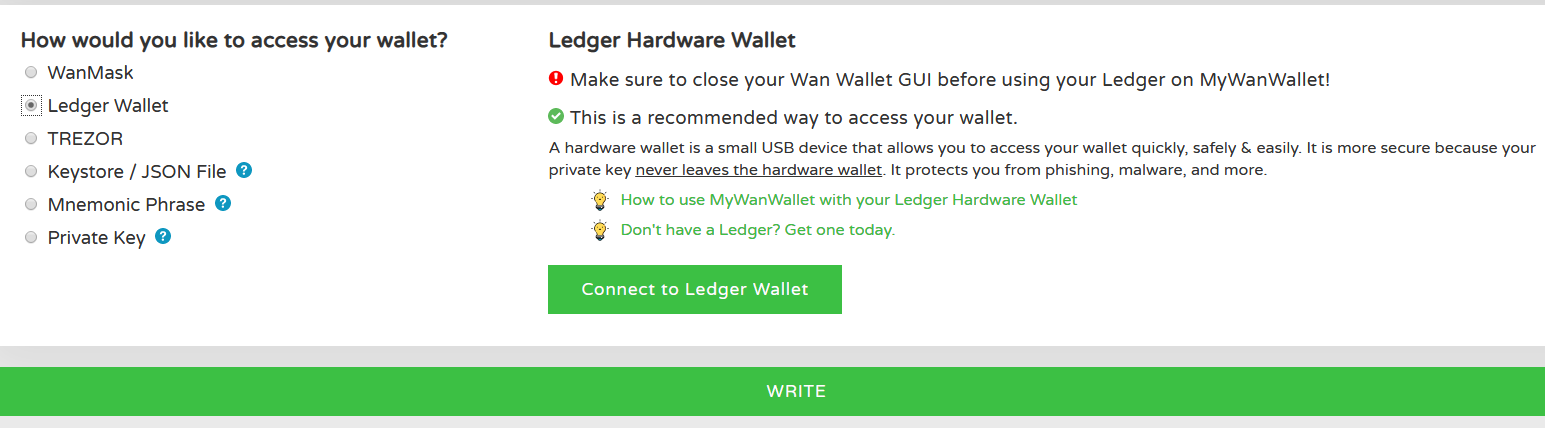 How would you like to access your wallet?
WanMask
Ledger Wallet
TREZOR
Keystore / JSON File ?
Mnemonic Phrase ?
Private Key ?
Ledger Hardware Wallet
Make sure to close your Wan Wallet GUI before using your Ledger on MyWanWallet!
This is a recommended way to access your wallet.
A hardware wallet is a small USB device that allows you to access your wallet quickly, safely & easily. It is more secure because your
private key never leaves the hardware wallet. It protects you from phishing, malware, and more.
How to use MyWanWallet with your Ledger Hardware Wallet
Don't have a Ledger? Get one today.
Connect to Ledger Wallet
WRITE